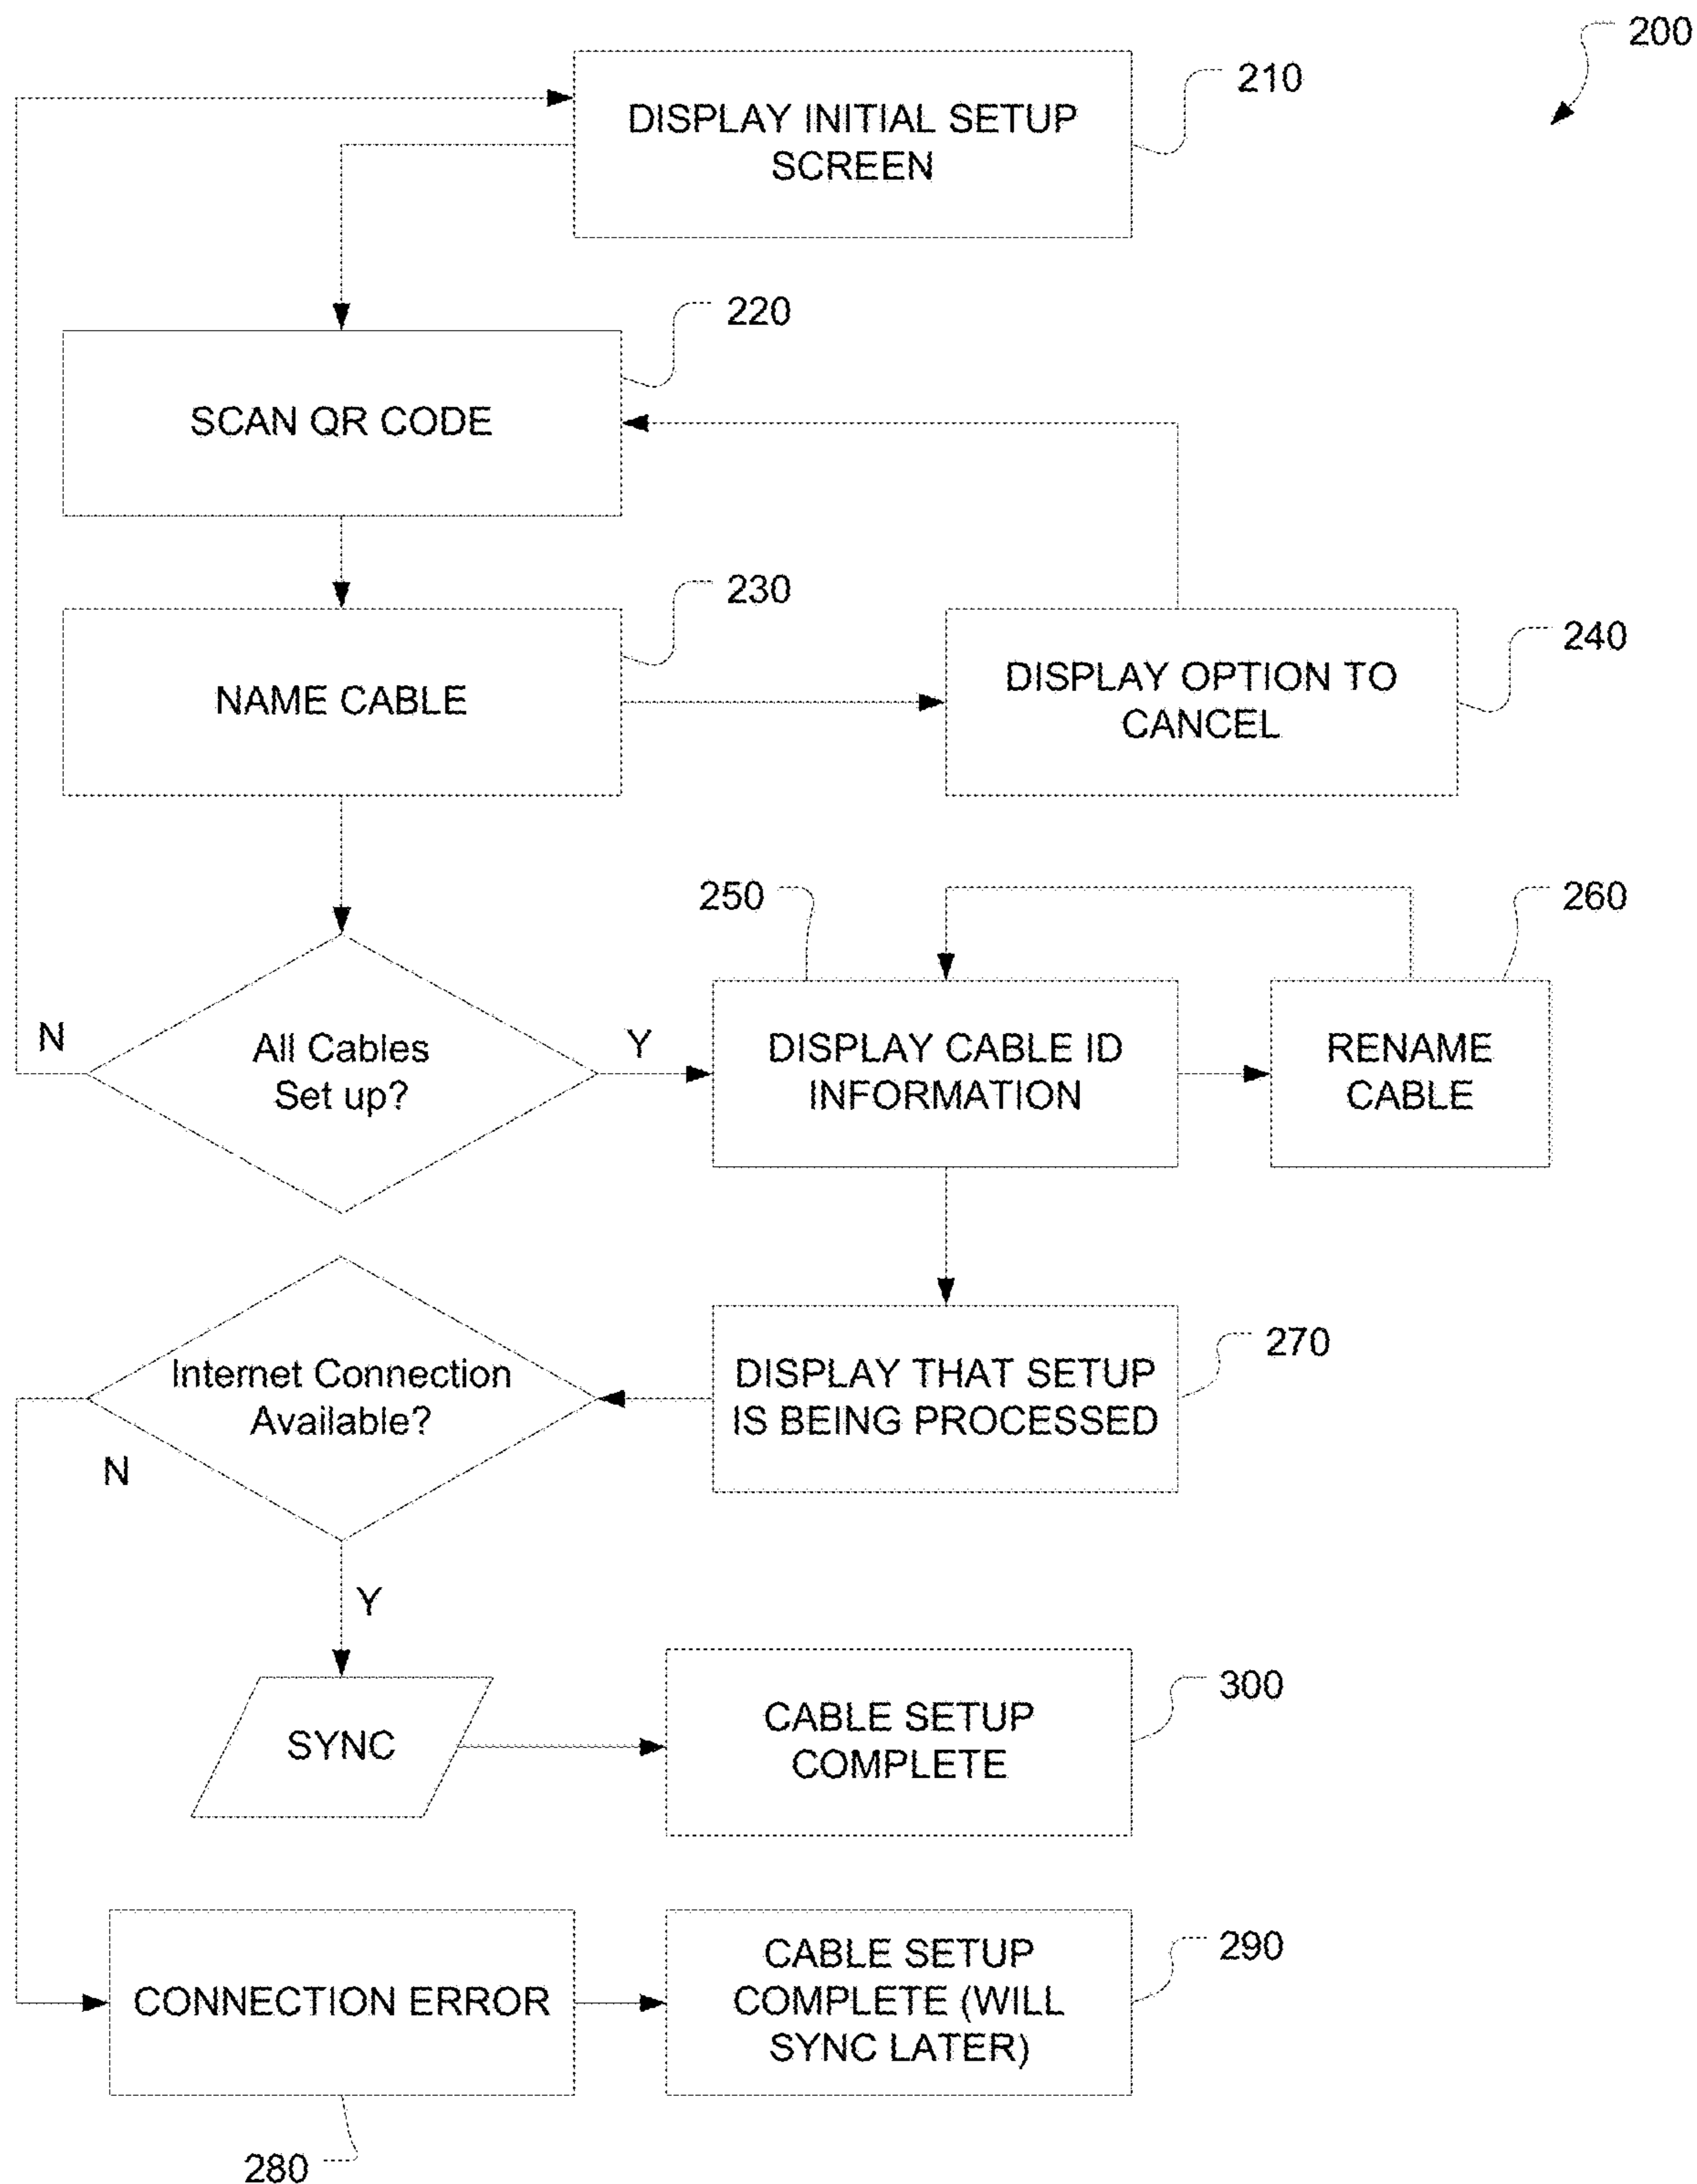 200
210
DISPLAY INITIAL SETUP
SCREEN
220
SCAN QR CODE
230
NAME CABLE
240
DISPLAY OPTION TO
CANCEL
250
260
N
All Cables
Set up?
Y
DISPLAY CABLE ID
INFORMATION
RENAME
CABLE
Internet Connection
Available?
N
Y
270
DISPLAY THAT SETUP
IS BEING PROCESSED
SYNC
300
CABLE SETUP
COMPLETE
CONNECTION ERROR
280
290
CABLE SETUP
COMPLETE (WILL
SYNC LATER)